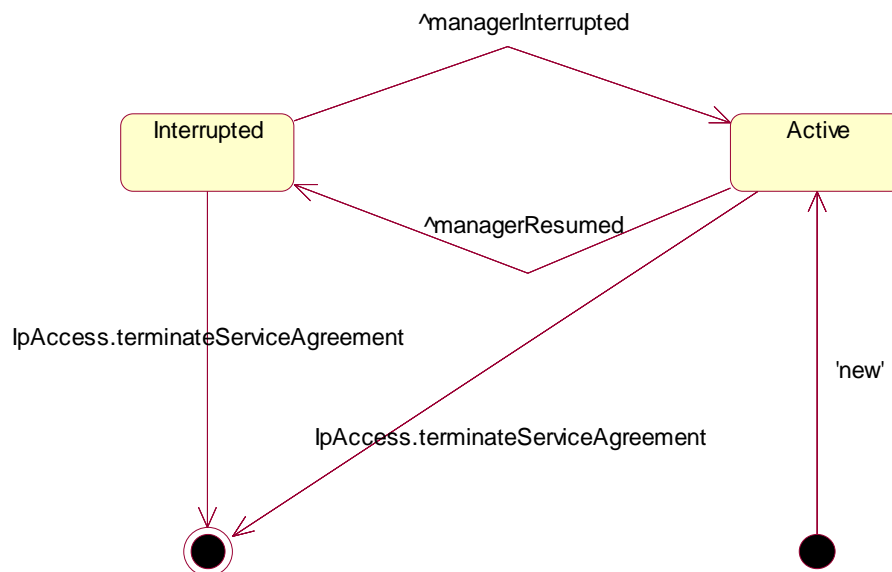 ^managerInterrupted
Interrupted
Active
^managerResumed
IpAccess.terminateServiceAgreement
'new'
IpAccess.terminateServiceAgreement